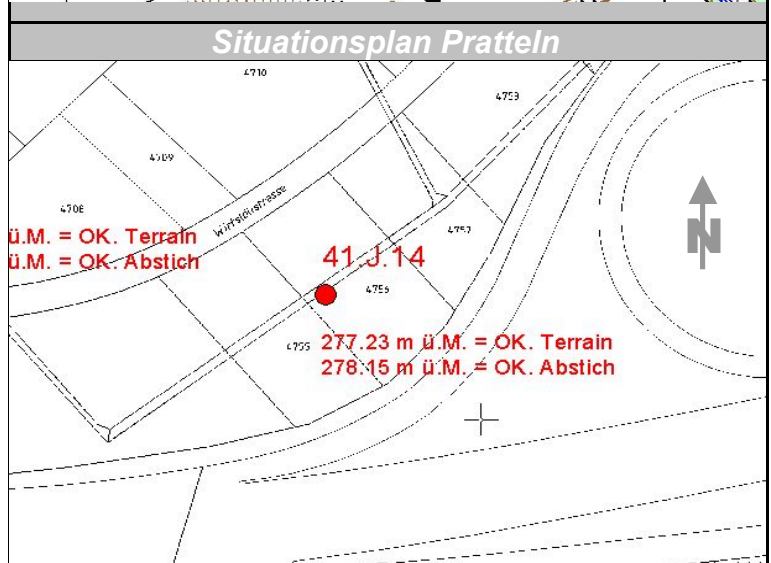 Situationsplan Pratteln
4710
4753
4709
4708
Wirtslöirstrasse
4757
ü.M. = OK. Terrain
ü.M. = OK. Abstich
41.J.14
4756
N
4755
277.23 m ü.M. = OK. Terrain
278.15 m ü.M. = OK. Abstich